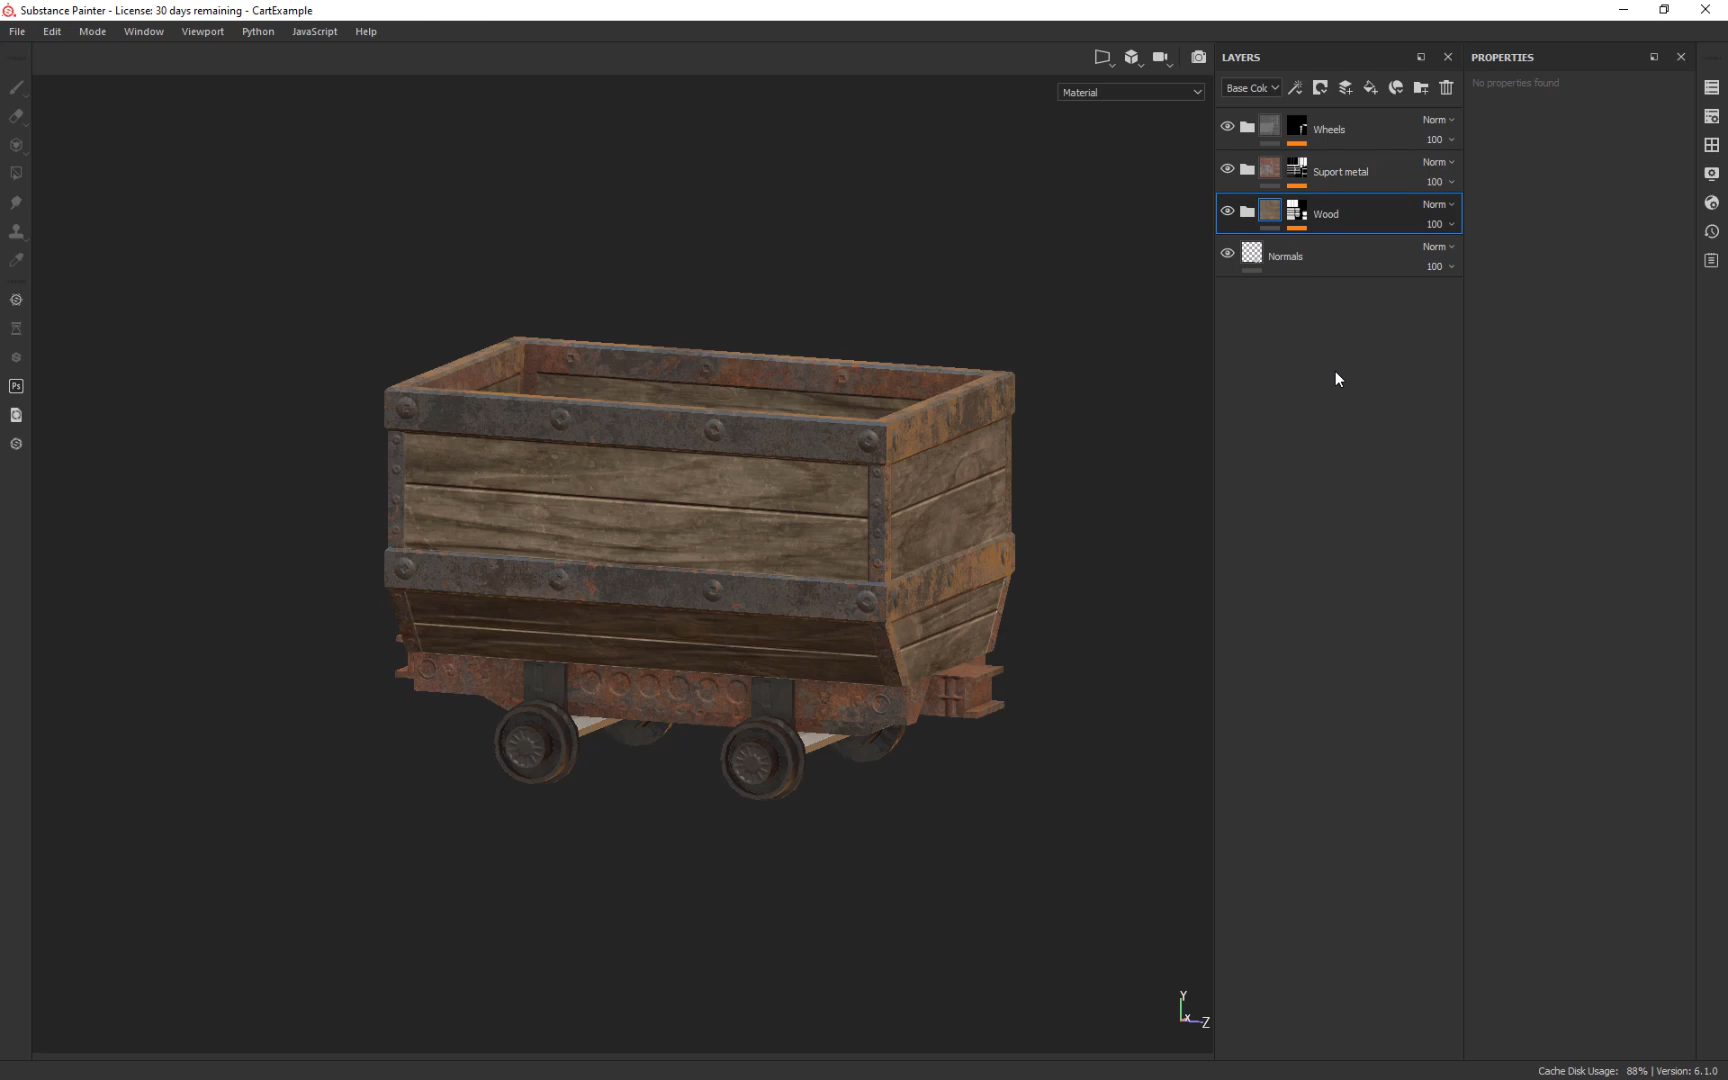 Substance Painter - License: 30 days remaining - CartExample
File Edit Mode Window Viewport Python JavaScript Help
LAYERS
PROPERTIES
Base Colo
No properties found
Material
Wheels
Norm
100
Suport metal
Norm
100
Wood
Norm
100
Normals
Norm
100
Ps
Y
X
Z
Cache Disk Usage: 88% | Version: 6.1.0